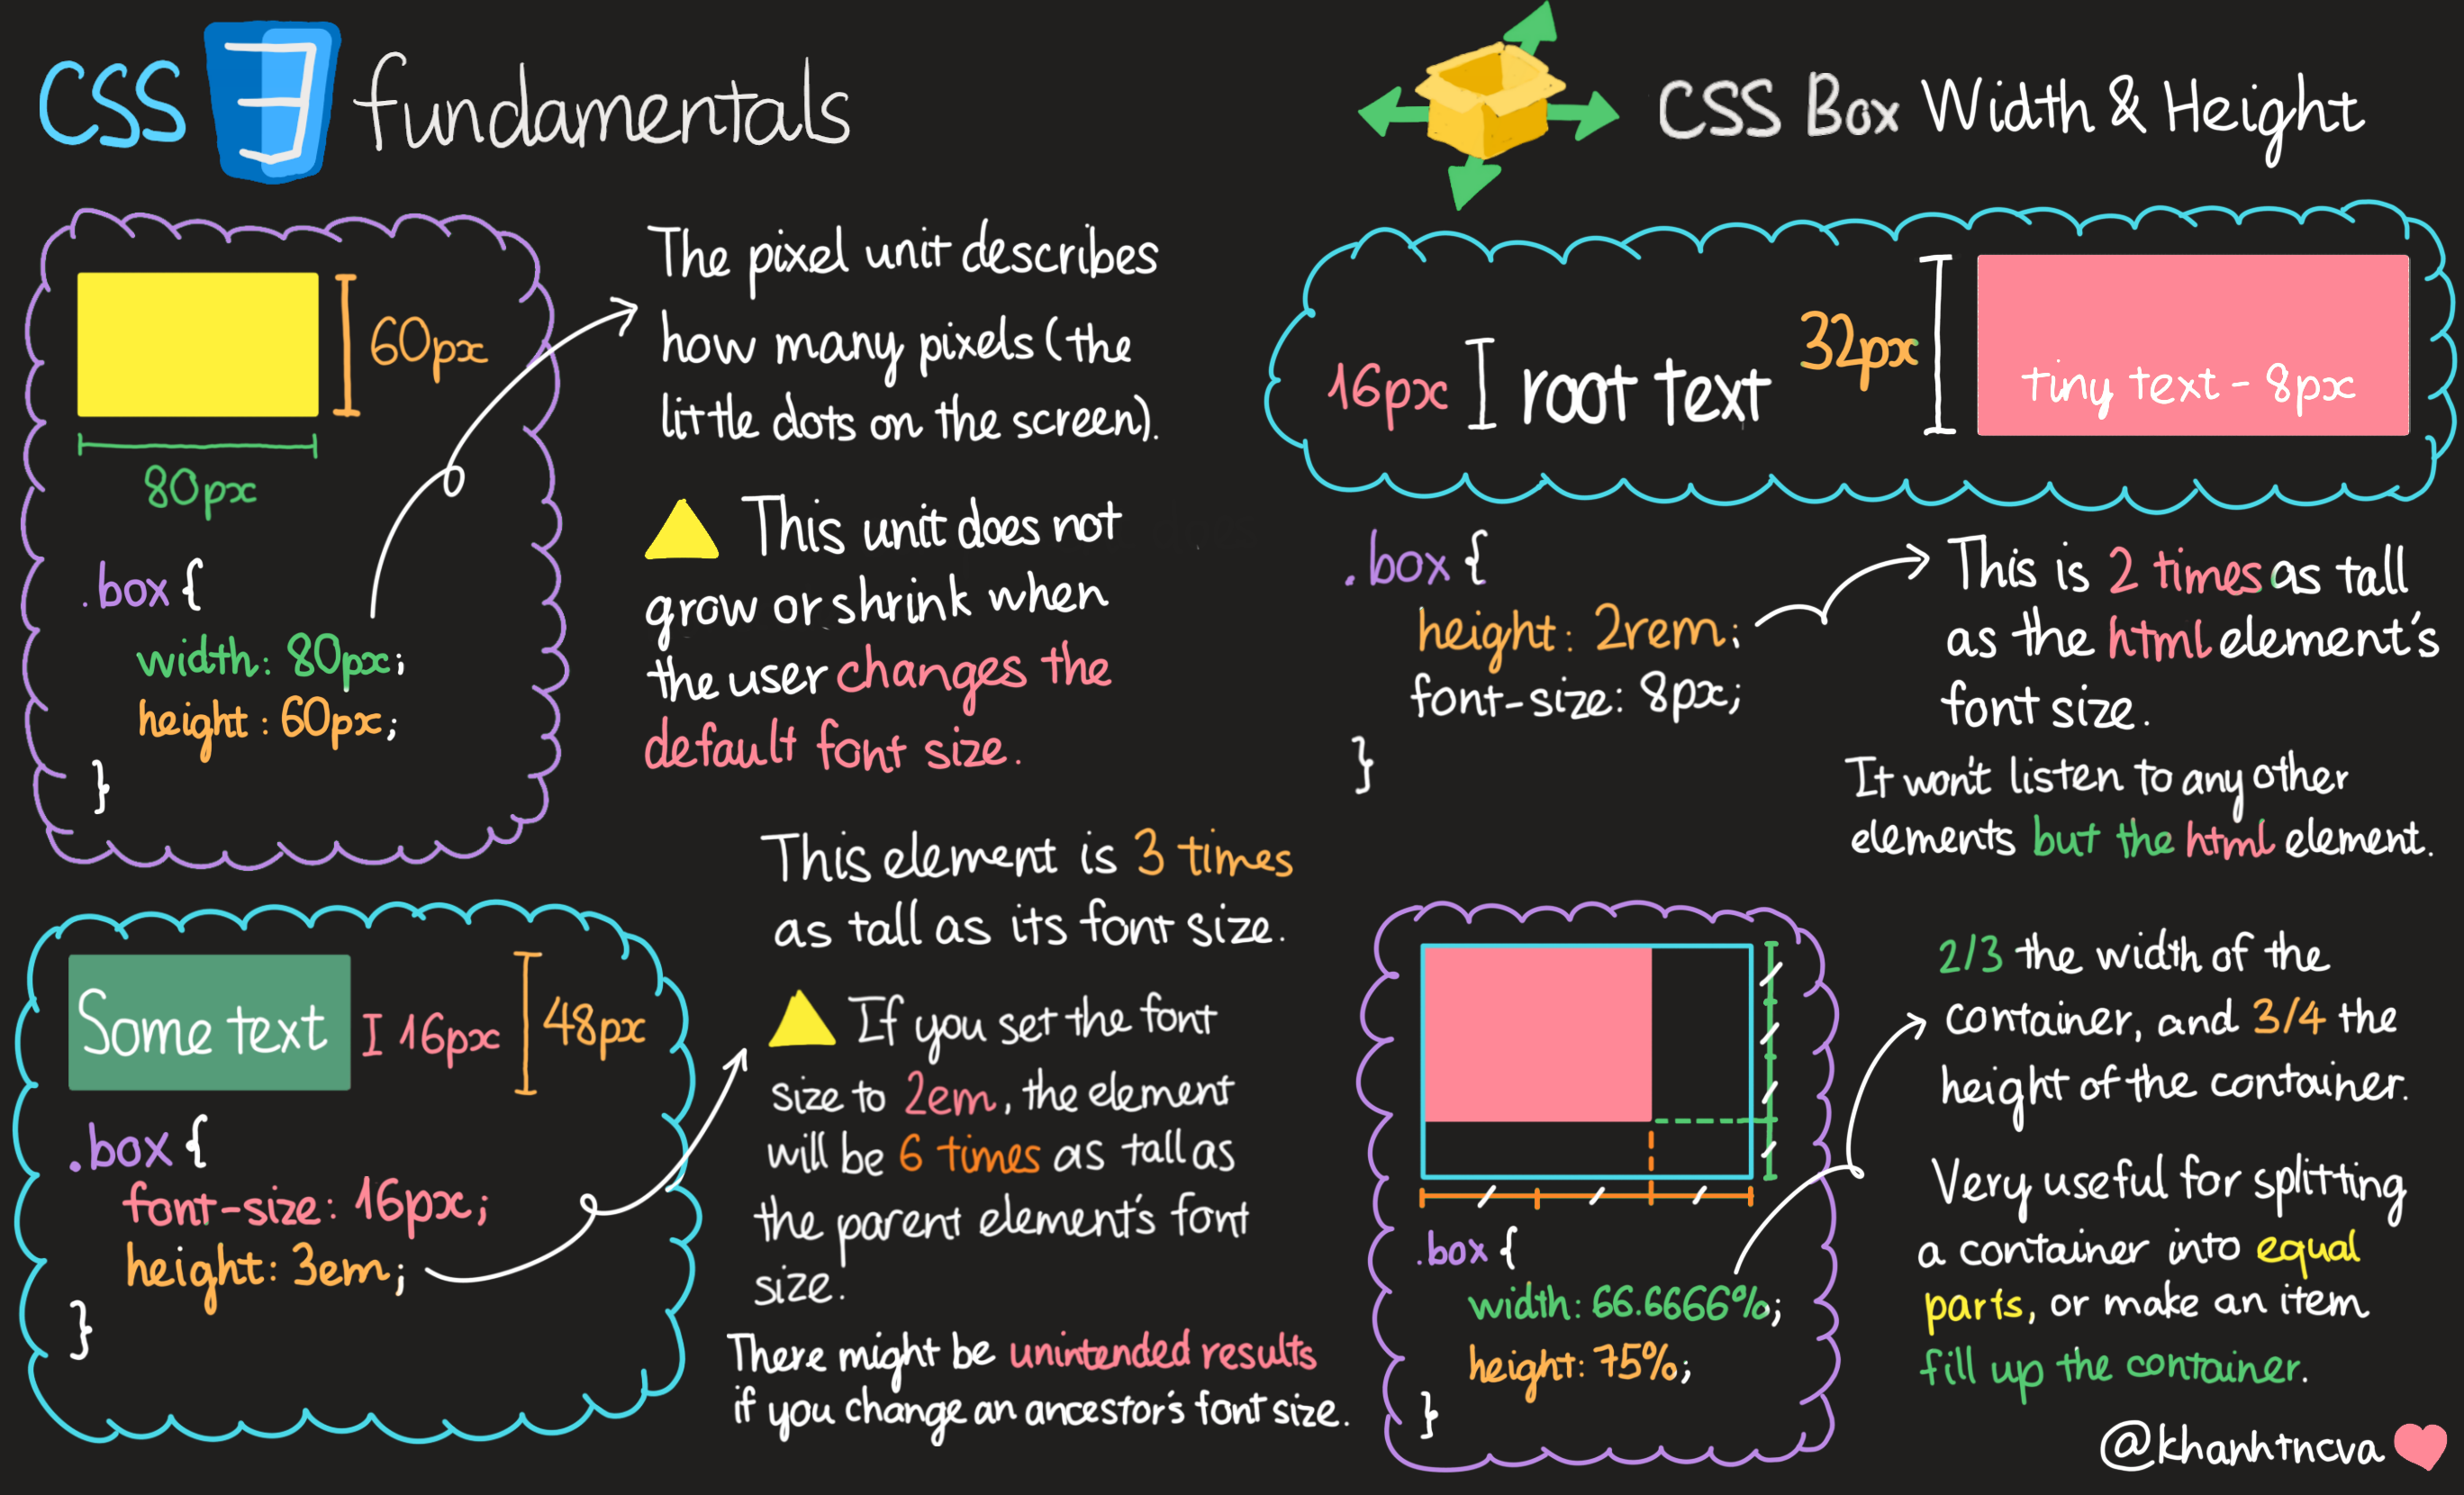 CSS fundamentals
CSS Box Width & Height
60px
80px
.box {
width: 80px;
height: 60px;
}
The pixel unit describes
how many pixels (the
little dots on the screen).
This unit does not
grow or shrink when
the user changes the
default font size.
16px
root text
32px
tiny text - 8px
.box {
height: 2rem;
font-size: 8px;
}
This is 2 times as tall
as the html element's
font size.
It won't listen to any other
elements but the html element.
Some text
16px
48px
.box {
font-size: 16px;
height: 3em;
}
This element is 3 times
as tall as its font size.
If you set the font
size to 2em, the element
will be 6 times as tall as
the parent element's font
size.
There might be unintended results
if you change an ancestor's font size.
.box {
width: 66.6666%;
height: 75%;
}
2/3 the width of the
container, and 3/4 the
height of the container.
Very useful for splitting
a container into equal
parts, or make an item
fill up the container.
@khanhtncva